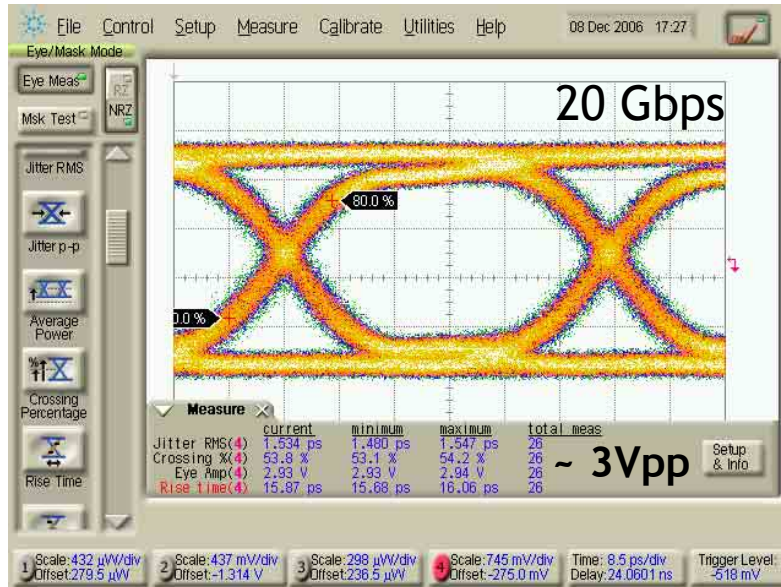 File Control Setup Measure Calibrate Utilities Help 08 Dec 2006 17:27
Eye/Mask Mode
Eye Meas
RZ
NRZ
Msk Test
20 Gbps
Jitter RMS
80.0 %
Jitter p-p
0.0 %
Average
Power
Crossing
Percentage
Rise Time
Measure
current minimum maximum total meas
Jitter RMS(4) 1.534 ps 1.480 ps 1.547 ps 26
Crossing %(4) 53.8 % 53.1 % 54.2 % 26
Eye Amp(4) 2.93 V 2.93 V 2.94 V 26
Rise time(4) 15.87 ps 15.68 ps 16.06 ps 26
~ 3Vpp
Setup
& Info
1 Scale:432 µW/div
Offset:279.5 µW
2 Scale:437 mV/div
Offset:-1.314 V
3 Scale:298 µW/div
Offset:236.5 µW
4 Scale:745 mV/div
Offset:-275.0 mV
Time: 8.5 ps/div
Delay:24.0601 ns
Trigger Level:
-518 mV